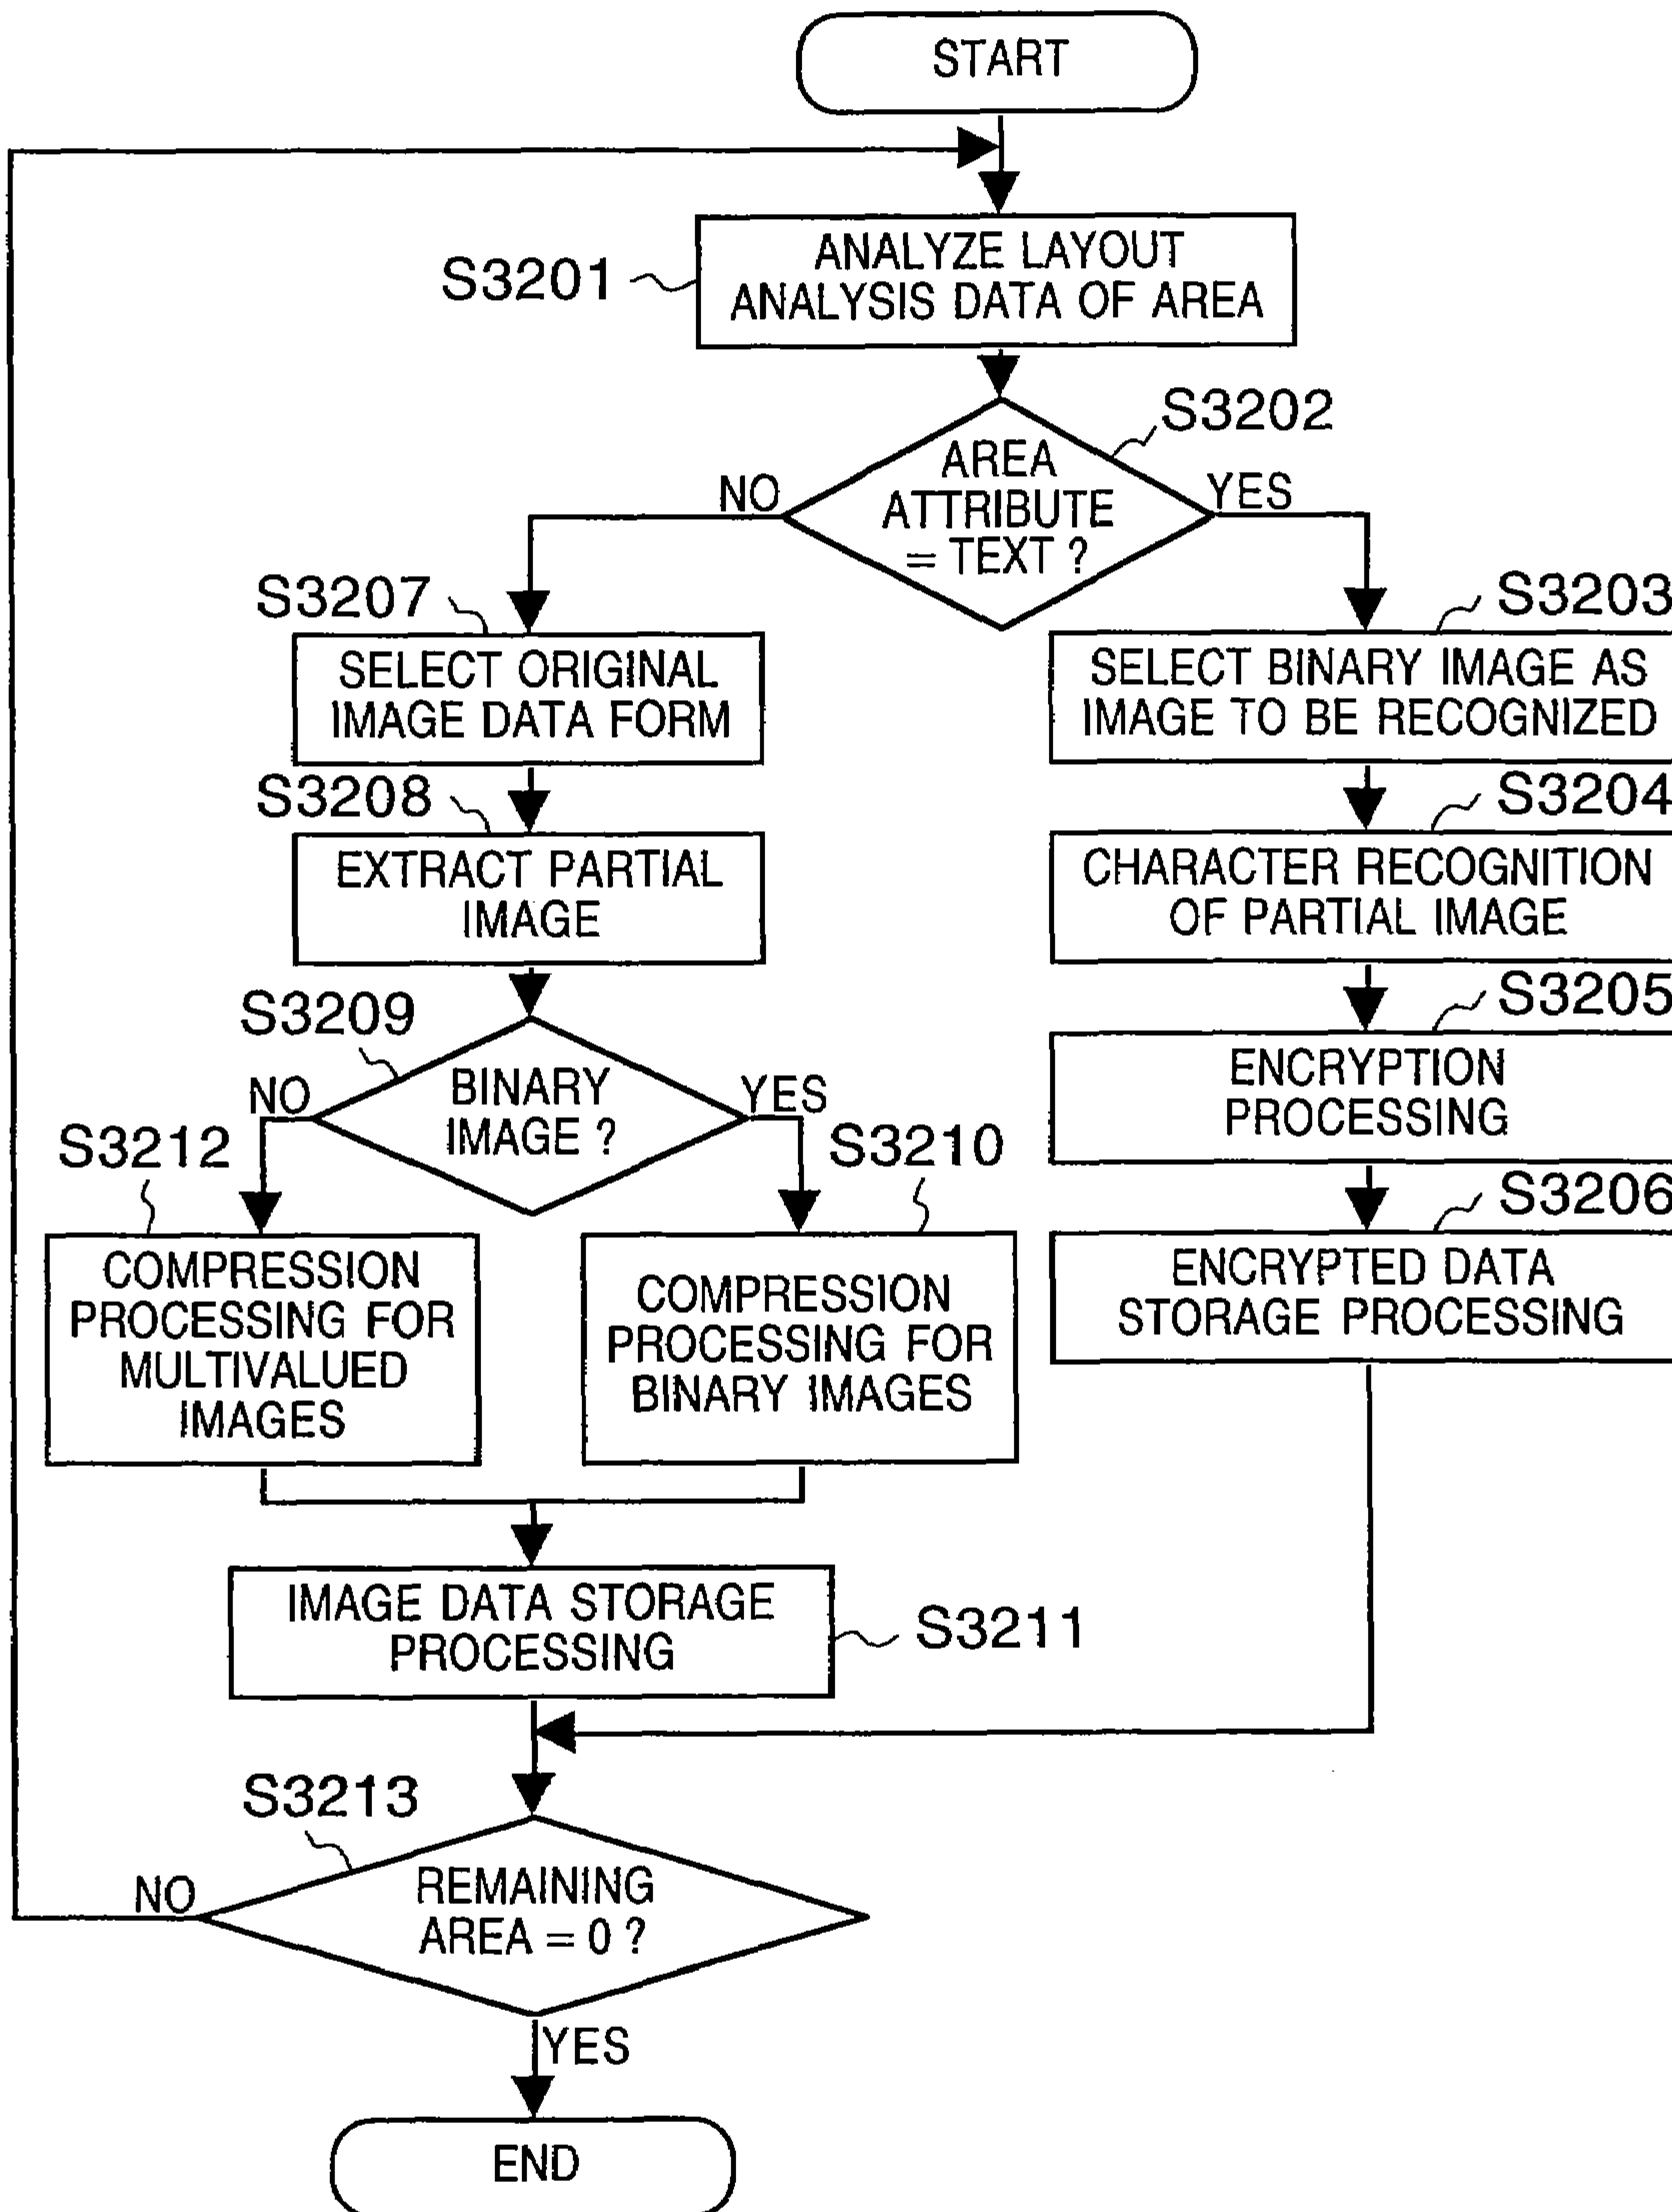 START
S3201
ANALYZE LAYOUT
ANALYSIS DATA OF AREA
S3202
AREA
ATTRIBUTE
= TEXT ?
NO
YES
S3207
SELECT ORIGINAL
IMAGE DATA FORM
S3203
SELECT BINARY IMAGE AS
IMAGE TO BE RECOGNIZED
S3208
EXTRACT PARTIAL
IMAGE
S3204
CHARACTER RECOGNITION
OF PARTIAL IMAGE
S3209
BINARY
IMAGE ?
NO
YES
S3205
ENCRYPTION
PROCESSING
S3212
COMPRESSION
PROCESSING FOR
MULTIVALUED
IMAGES
S3210
COMPRESSION
PROCESSING FOR
BINARY IMAGES
S3206
ENCRYPTED DATA
STORAGE PROCESSING
IMAGE DATA STORAGE
PROCESSING
S3211
S3213
REMAINING
AREA = 0 ?
NO
YES
END